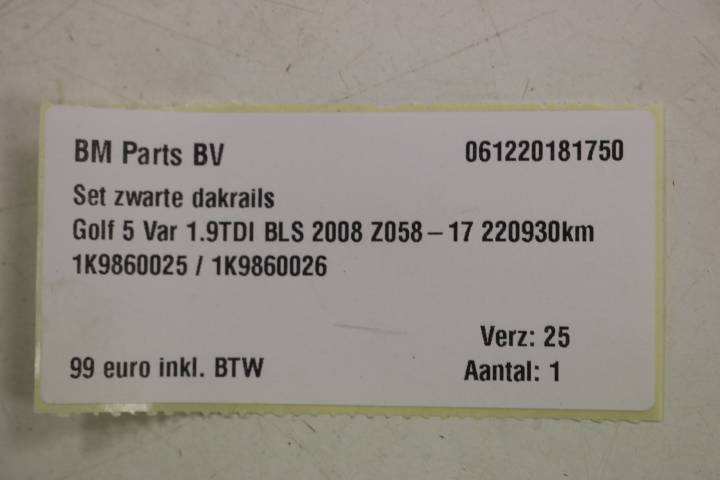 BM Parts BV 061220181750
Set zwarte dakrails
Golf 5 Var 1.9TDI BLS 2008 Z058 – 17 220930km
1K9860025 / 1K9860026
Verz: 25
99 euro inkl. BTW Aantal: 1